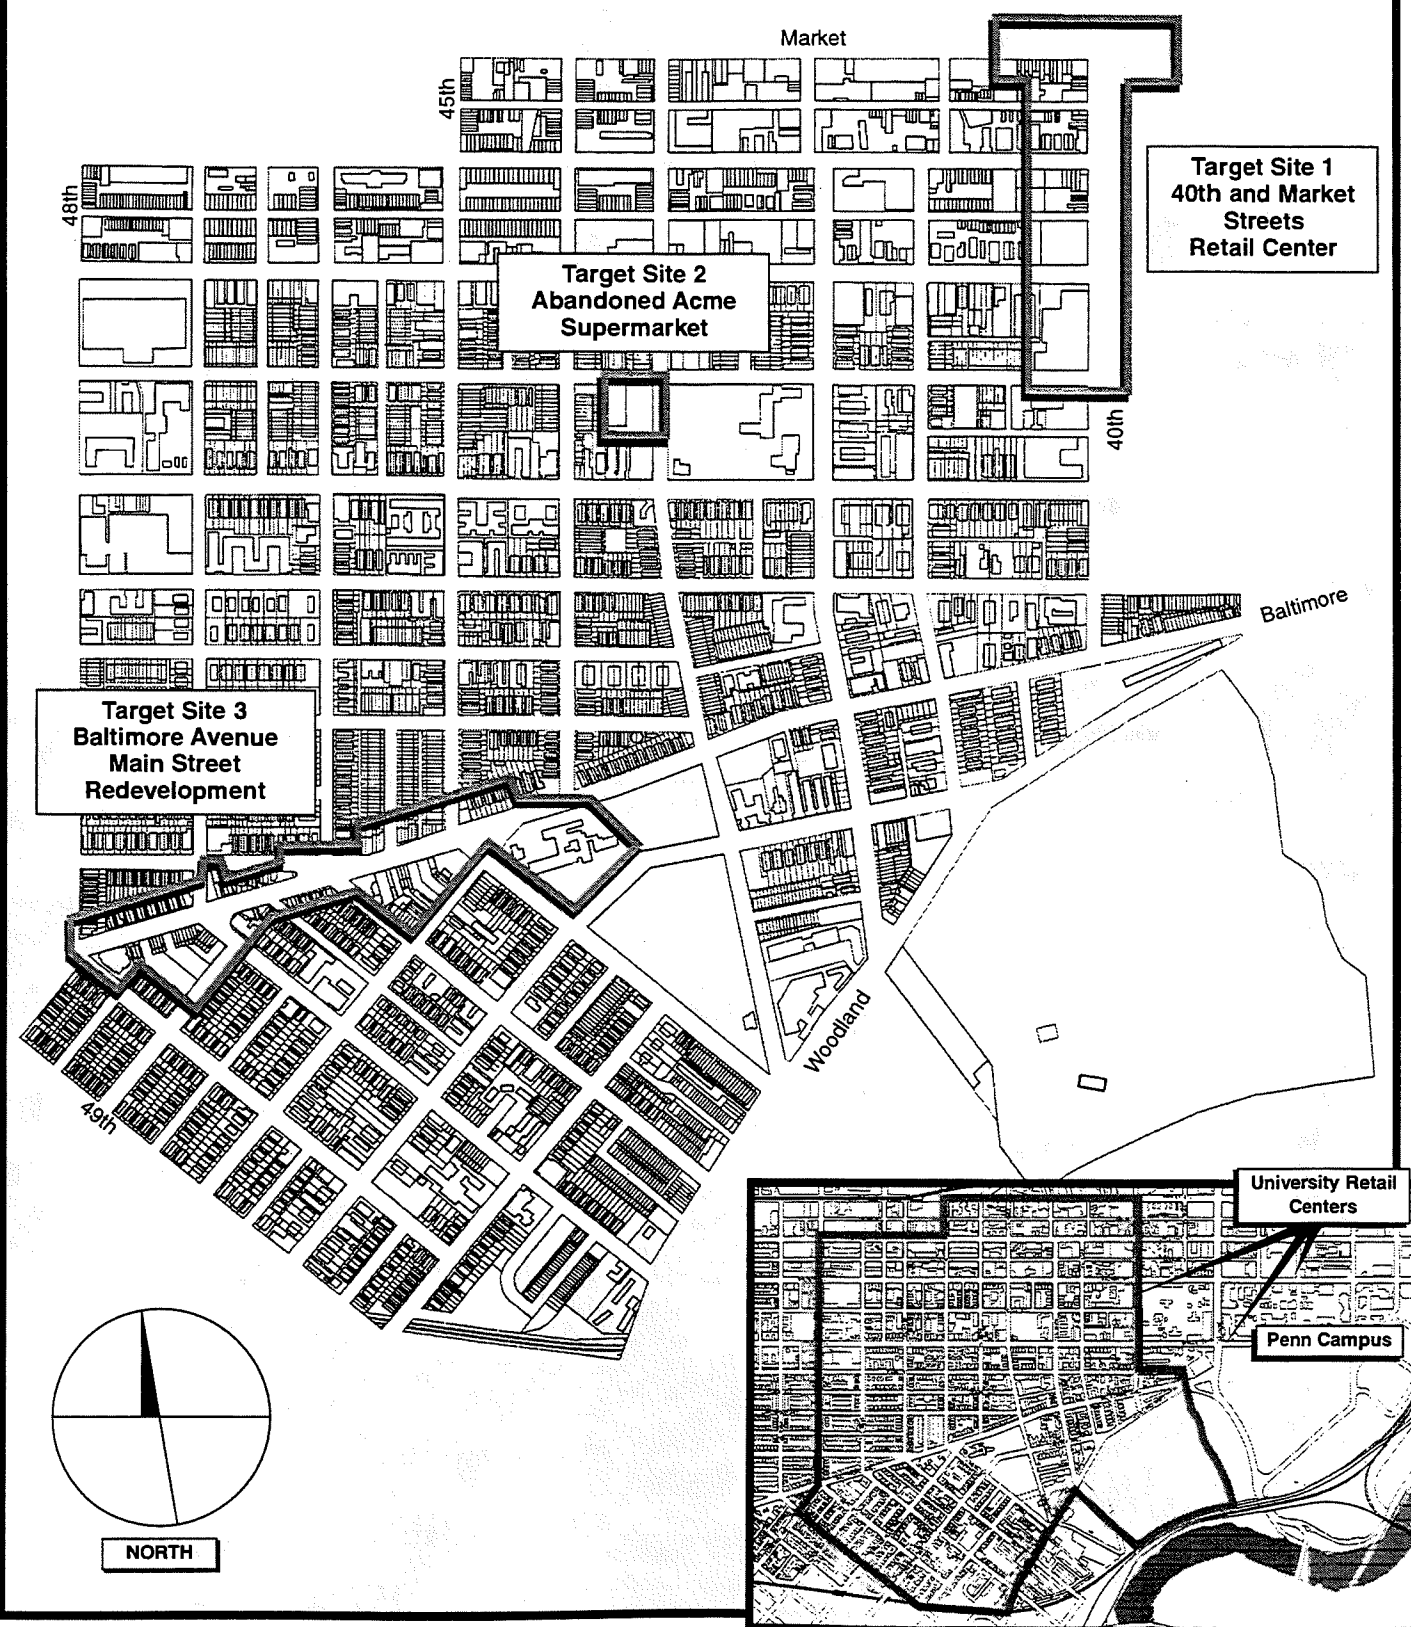 Market
45th
48th
Target Site 1
40th and Market
Streets
Retail Center
Target Site 2
Abandoned Acme
Supermarket
40th
Baltimore
Target Site 3
Baltimore Avenue
Main Street
Redevelopment
Woodland
49th
University Retail
Centers
Penn Campus
NORTH